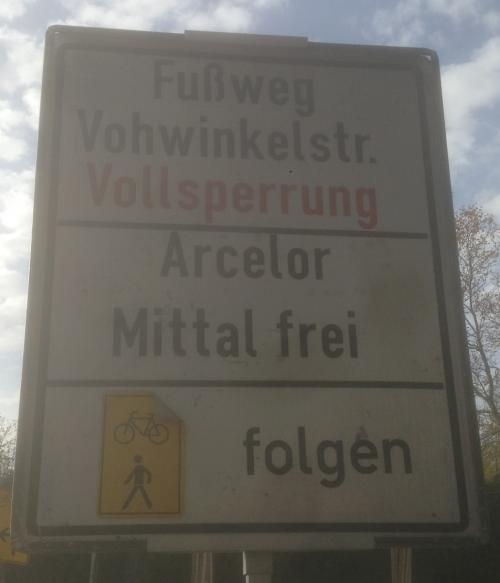 Fußweg
Vohwinkelstr.
Vollsperrung
Arcelor
Mittal frei
folgen